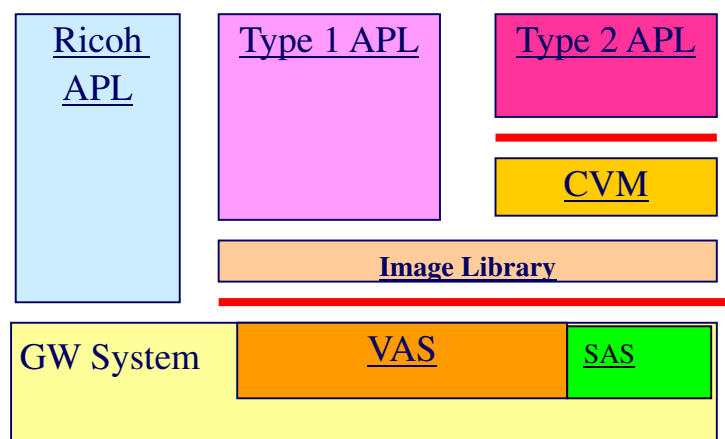 Ricoh
APL
Type 1 APL
Type 2 APL
CVM
Image Library
GW System
VAS
SAS